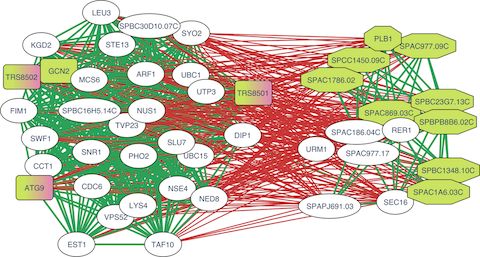 LEU3
SPBC30D10.07C
SYO2
STE13
KGD2
PLB1
SPAC977.09C
SPCC1450.09C
TRS8502
GCN2
MCS6
ARF1
UBC1
SPAC1786.02
UTP3
TRS8501
FIM1
SPBC16H5.14C
NUS1
SPBC23G7.13C
SPAC869.03C
TVP23
SPBPB8B6.02C
SWF1
DIP1
SPAC186.04C
RER1
SLU7
SNR1
URM1
PHO2
UBC15
SPAC977.17
CCT1
SPBC1348.10C
ATG9
CDC6
NSE4
SPAC1A6.03C
NED8
LYS4
SPAPJ691.03
SEC16
VPS52
EST1
TAF10